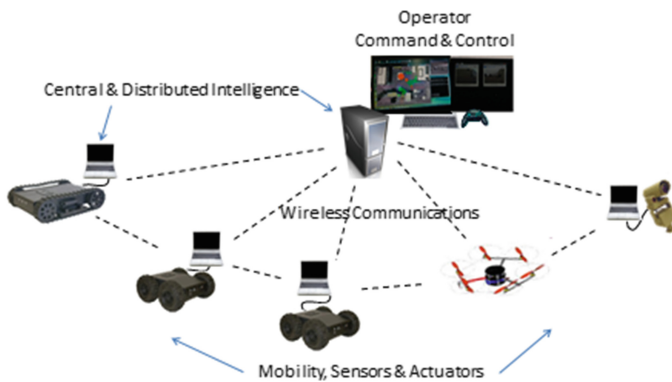 Operator
Command & Control
Central & Distributed Intelligence
Wireless Communications
Mobility, Sensors & Actuators